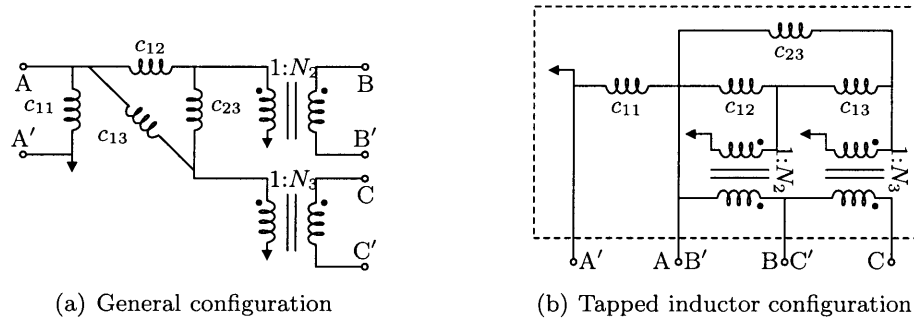 c12
A
1:N2
B
c11
c23
c13
A′
B′
1:N3
C
C′
(a) General configuration
c23
c11
c12
c13
1:N2
1:N3
A′
A
B′
B
C′
C
(b) Tapped inductor configuration